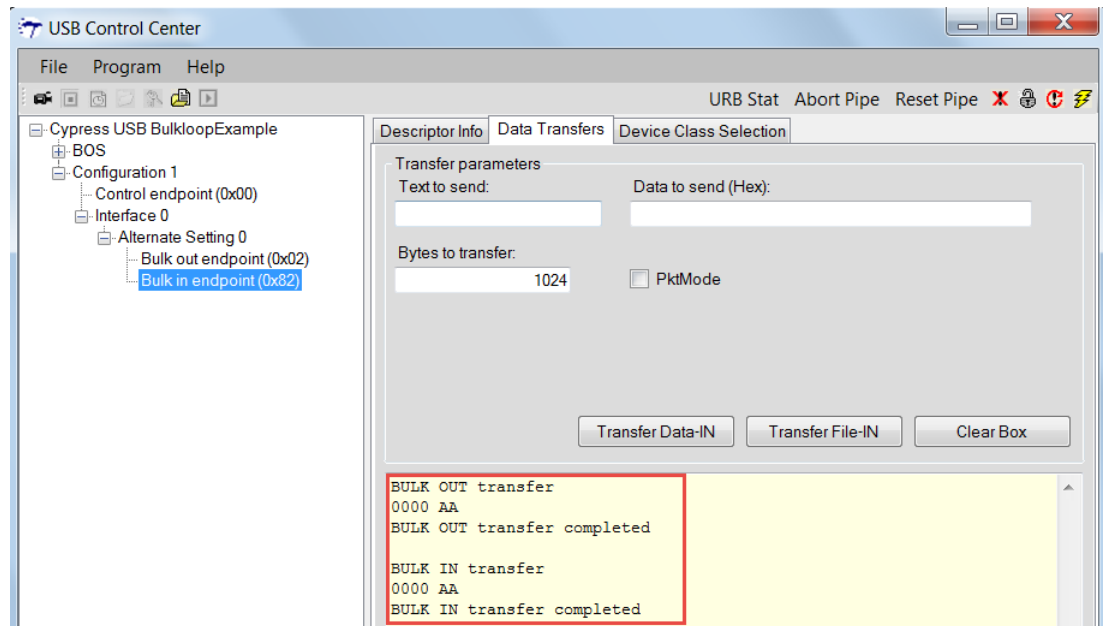 USB Control Center
File Program Help
URB Stat Abort Pipe Reset Pipe
Cypress USB BulkloopExample
BOS
Configuration 1
Control endpoint (0x00)
Interface 0
Alternate Setting 0
Bulk out endpoint (0x02)
Bulk in endpoint (0x82)
Descriptor Info Data Transfers Device Class Selection
Transfer parameters
Text to send: Data to send (Hex):
Bytes to transfer:
1024 PktMode
Transfer Data-IN Transfer File-IN Clear Box
BULK OUT transfer
0000 AA
BULK OUT transfer completed
BULK IN transfer
0000 AA
BULK IN transfer completed